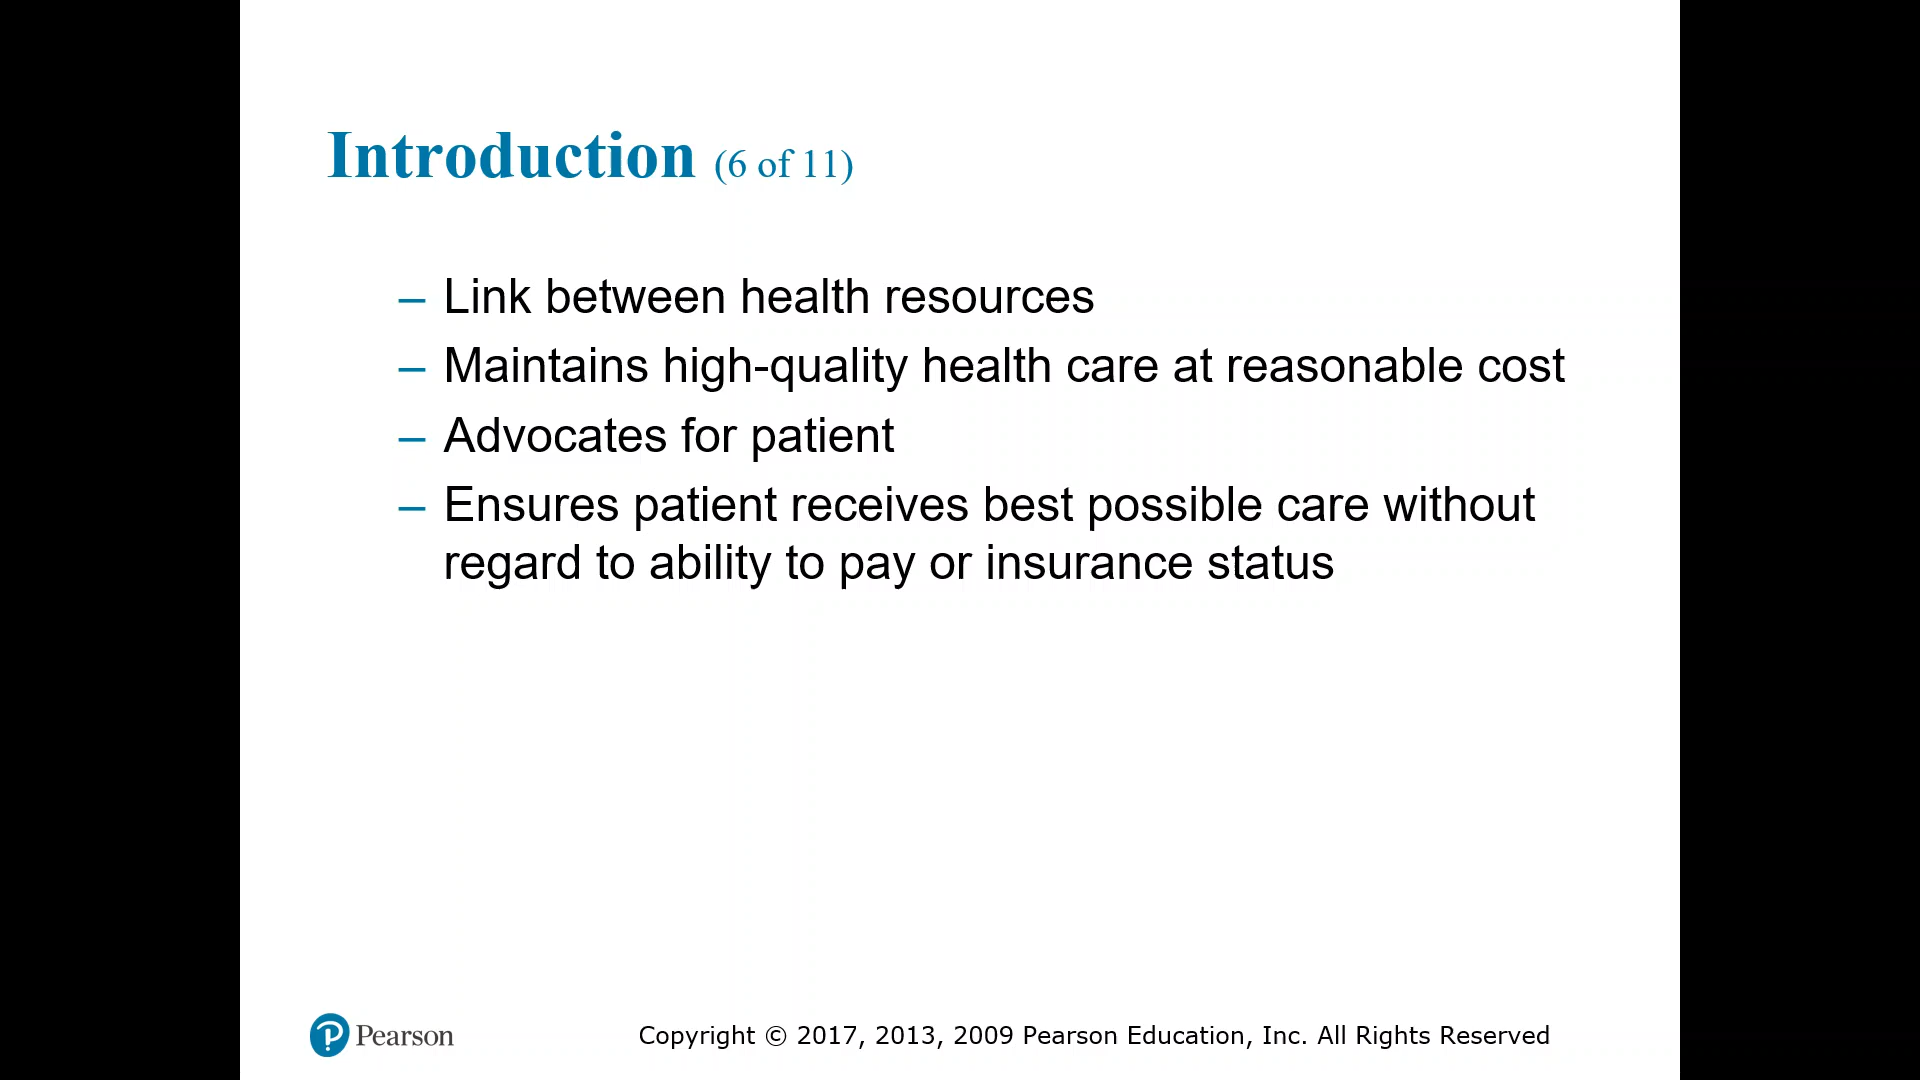 Introduction (6 of 11)
– Link between health resources
– Maintains high-quality health care at reasonable cost
– Advocates for patient
– Ensures patient receives best possible care without
regard to ability to pay or insurance status
Pearson
Copyright © 2017, 2013, 2009 Pearson Education, Inc. All Rights Reserved